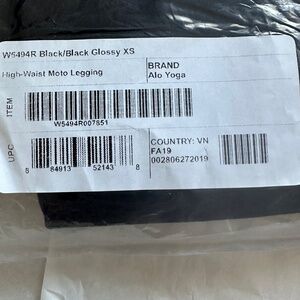 W5494R Black/Black Glossy XS
High-Waist Moto Legging
BRAND
Alo Yoga
ITEM
W5494R007851
UPC
8 84913 52143 8
COUNTRY: VN
FA19
002806272019